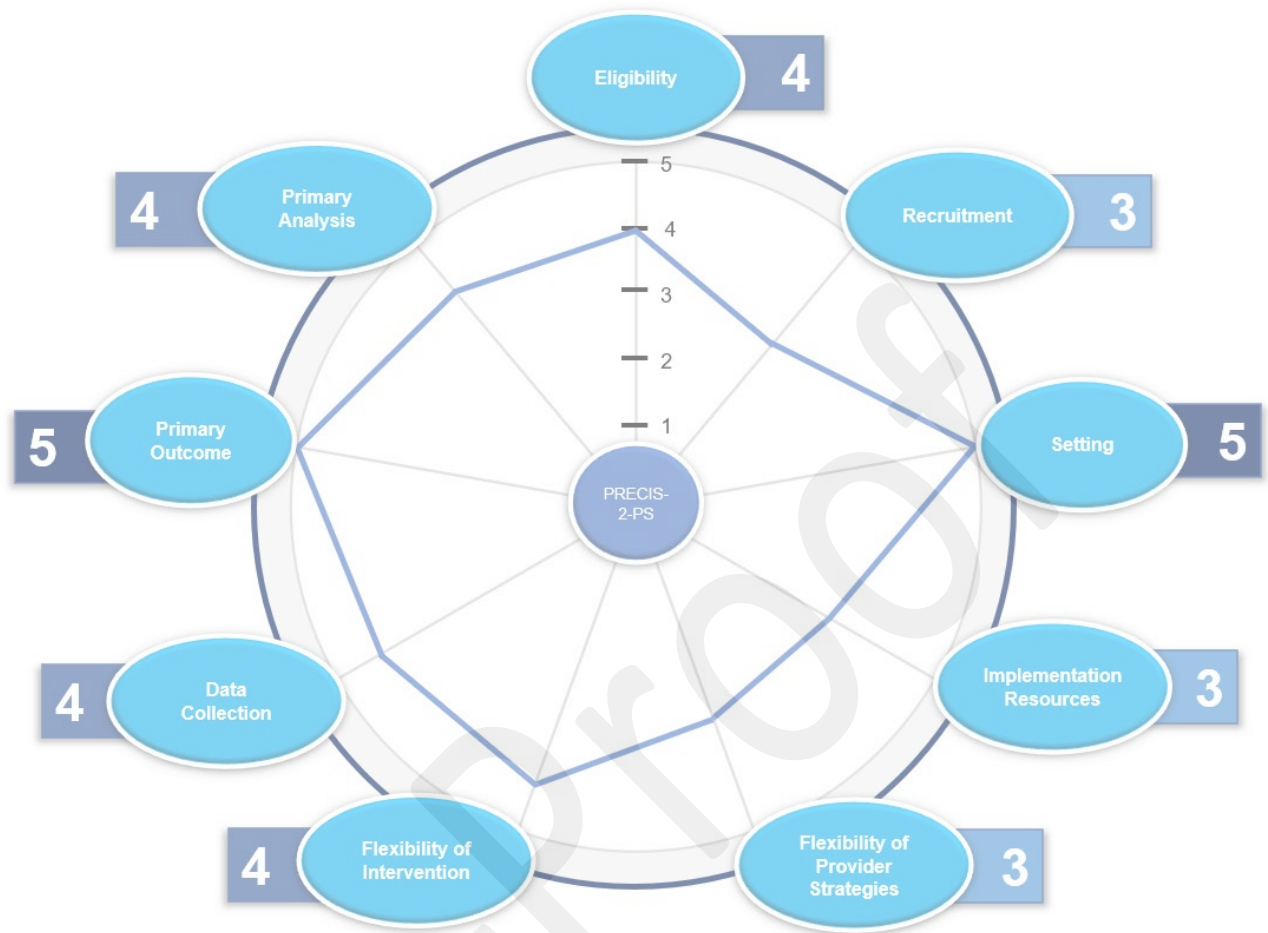 Eligibility
4
Recruitment
3
Setting
5
Implementation
Resources
3
Flexibility of
Provider
Strategies
3
Flexibility of
Intervention
4
Data
Collection
4
Primary
Outcome
5
Primary
Analysis
4
5
4
3
2
1
PRECIS-
2-PS
Proof